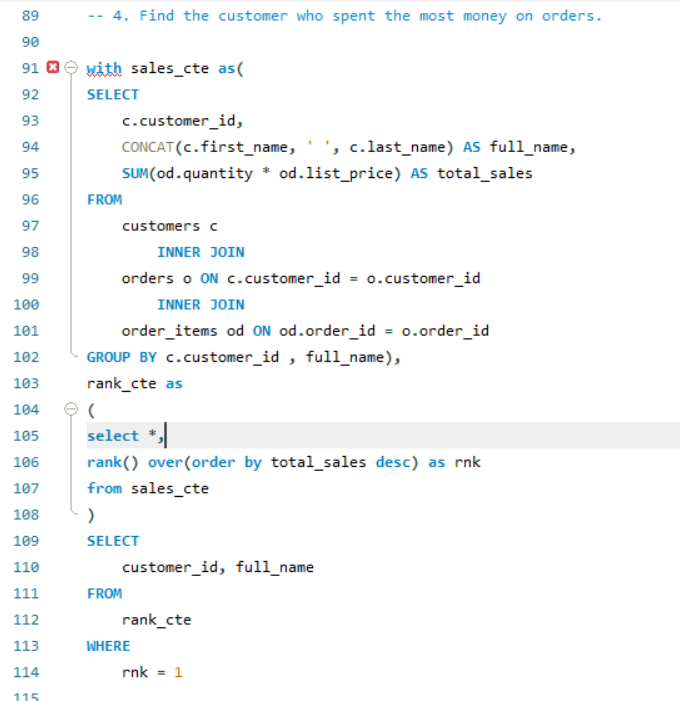 89 -- 4. Find the customer who spent the most money on orders.
90
91 with sales_cte as(
92 SELECT
93 c.customer_id,
94 CONCAT(c.first_name, ' ', c.last_name) AS full_name,
95 SUM(od.quantity * od.list_price) AS total_sales
96 FROM
97 customers c
98 INNER JOIN
99 orders o ON c.customer_id = o.customer_id
100 INNER JOIN
101 order_items od ON od.order_id = o.order_id
102 GROUP BY c.customer_id , full_name),
103 rank_cte as
104 (
105 select *,
106 rank() over(order by total_sales desc) as rnk
107 from sales_cte
108 )
109 SELECT
110 customer_id, full_name
111 FROM
112 rank_cte
113 WHERE
114 rnk = 1
115